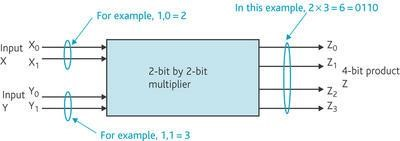 In this example, 2 × 3 = 6 = 0110
For example, 1,0 = 2
Input X₀
X X₁
2-bit by 2-bit
multiplier
Z₀
Z₁
4-bit product
Z
Z₂
Z₃
Input Y₀
Y Y₁
For example, 1,1 = 3